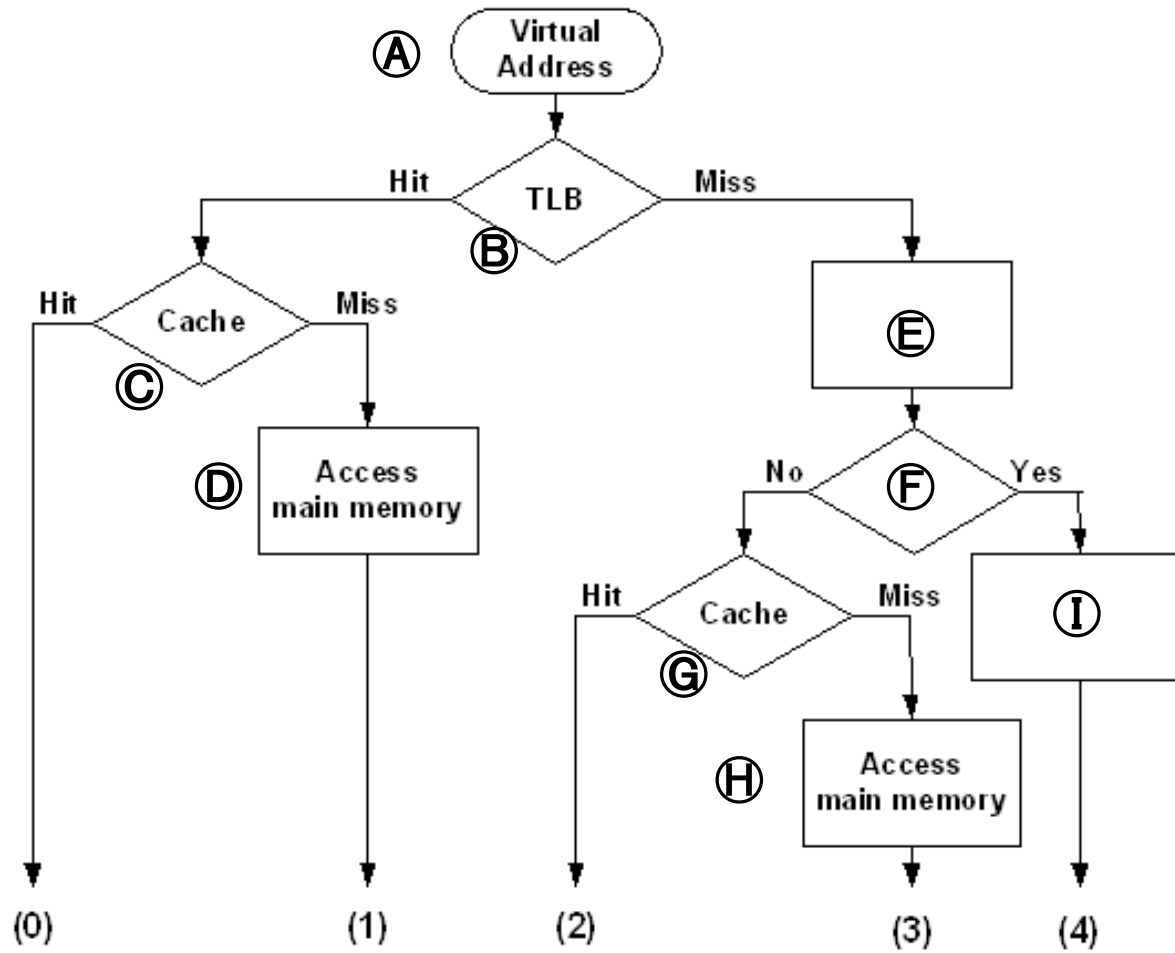 Ⓐ
Virtual
Address
Hit
Miss
TLB
Ⓑ
Hit
Miss
Cache
Ⓒ
Ⓔ
Access
main memory
Ⓓ
No
Yes
Ⓕ
Hit
Miss
Cache
Ⓖ
Ⓘ
Access
main memory
Ⓗ
(0)
(1)
(2)
(3)
(4)